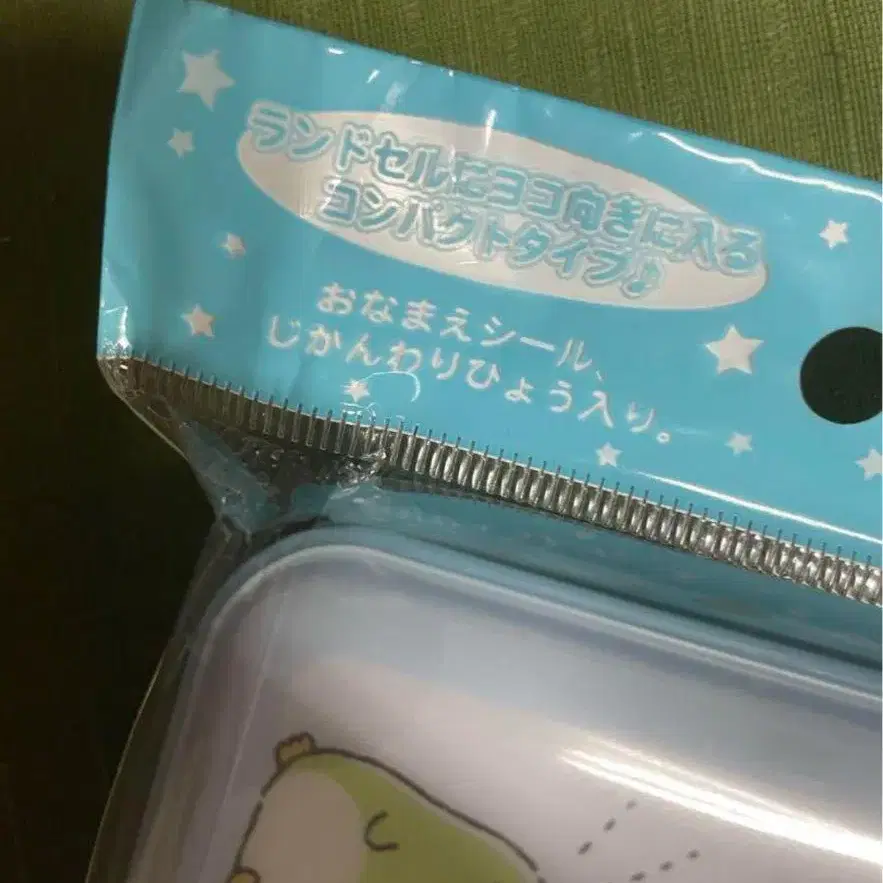 ランドセルにヨコ向きに入る
コンパクトタイプ♪
おなまえシール、
じかんわりひょう入り。